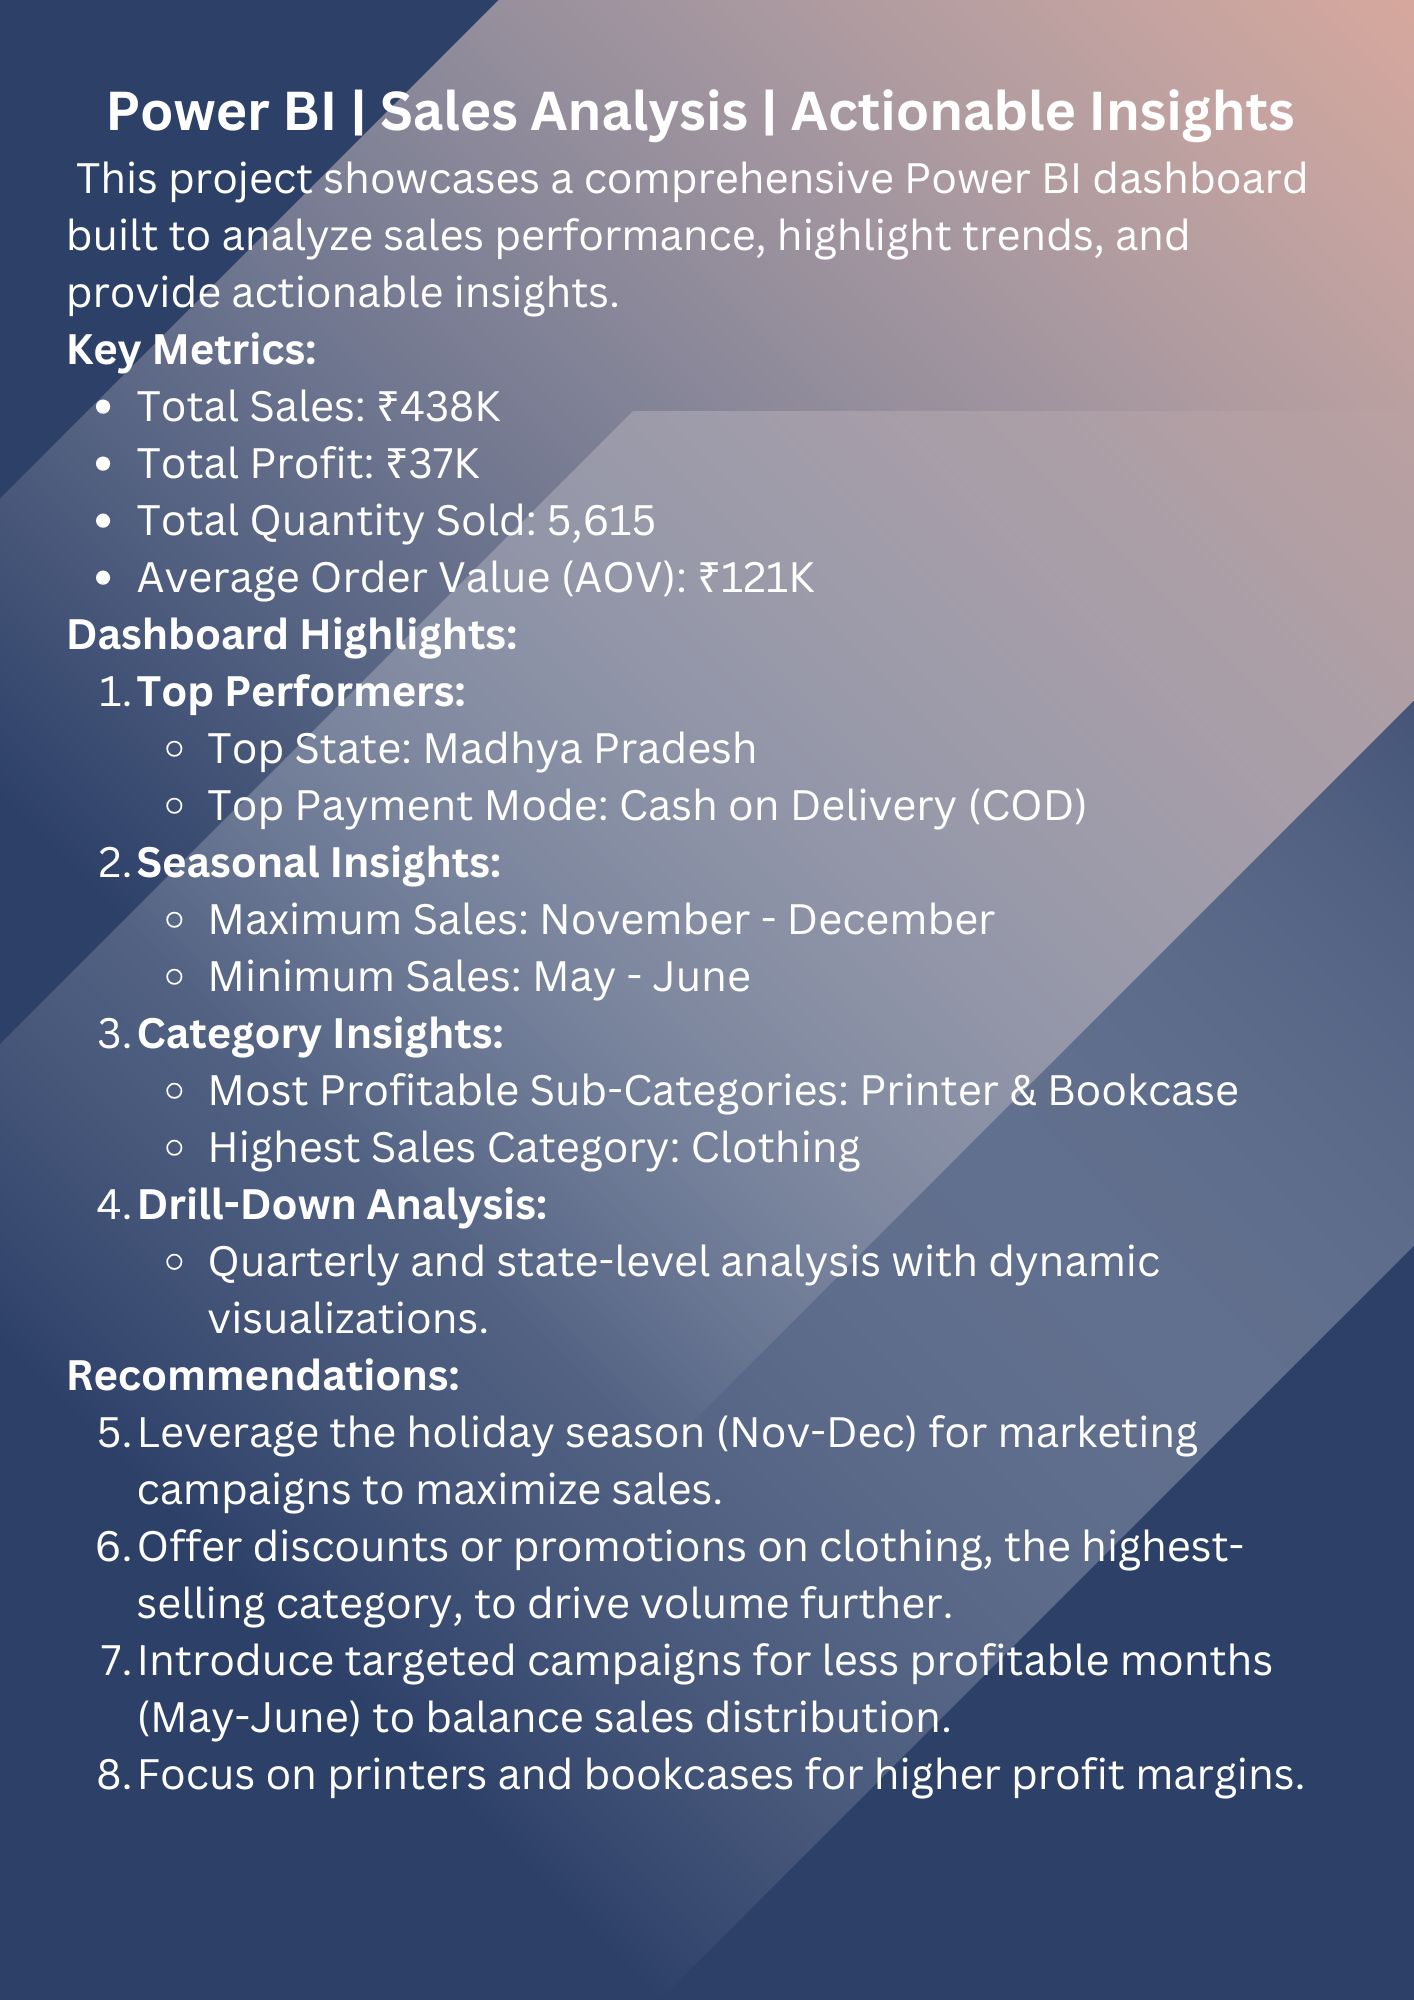 Power BI | Sales Analysis | Actionable Insights
This project showcases a comprehensive Power BI dashboard
built to analyze sales performance, highlight trends, and
provide actionable insights.
Key Metrics:
• Total Sales: ₹438K
• Total Profit: ₹37K
• Total Quantity Sold: 5,615
• Average Order Value (AOV): ₹121K
Dashboard Highlights:
1. Top Performers:
○ Top State: Madhya Pradesh
○ Top Payment Mode: Cash on Delivery (COD)
2. Seasonal Insights:
○ Maximum Sales: November - December
○ Minimum Sales: May - June
3. Category Insights:
○ Most Profitable Sub-Categories: Printer & Bookcase
○ Highest Sales Category: Clothing
4. Drill-Down Analysis:
○ Quarterly and state-level analysis with dynamic
visualizations.
Recommendations:
5. Leverage the holiday season (Nov-Dec) for marketing
campaigns to maximize sales.
6. Offer discounts or promotions on clothing, the highest-
selling category, to drive volume further.
7. Introduce targeted campaigns for less profitable months
(May-June) to balance sales distribution.
8. Focus on printers and bookcases for higher profit margins.